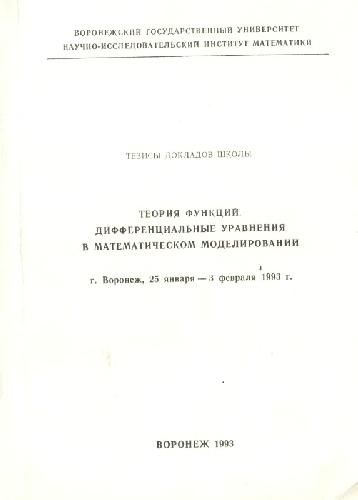 ВОРОНЕЖСКИЙ ГОСУДАРСТВЕННЫЙ УНИВЕРСИТЕТ
НАУЧНО-ИССЛЕДОВАТЕЛЬСКИЙ ИНСТИТУТ МАТЕМАТИКИ
ТЕЗИСЫ ДОКЛАДОВ ШКОЛЫ
ТЕОРИЯ ФУНКЦИЙ.
ДИФФЕРЕНЦИАЛЬНЫЕ УРАВНЕНИЯ
В МАТЕМАТИЧЕСКОМ МОДЕЛИРОВАНИИ
г. Воронеж, 25 января — 3 февраля 1993 г.
ВОРОНЕЖ 1993